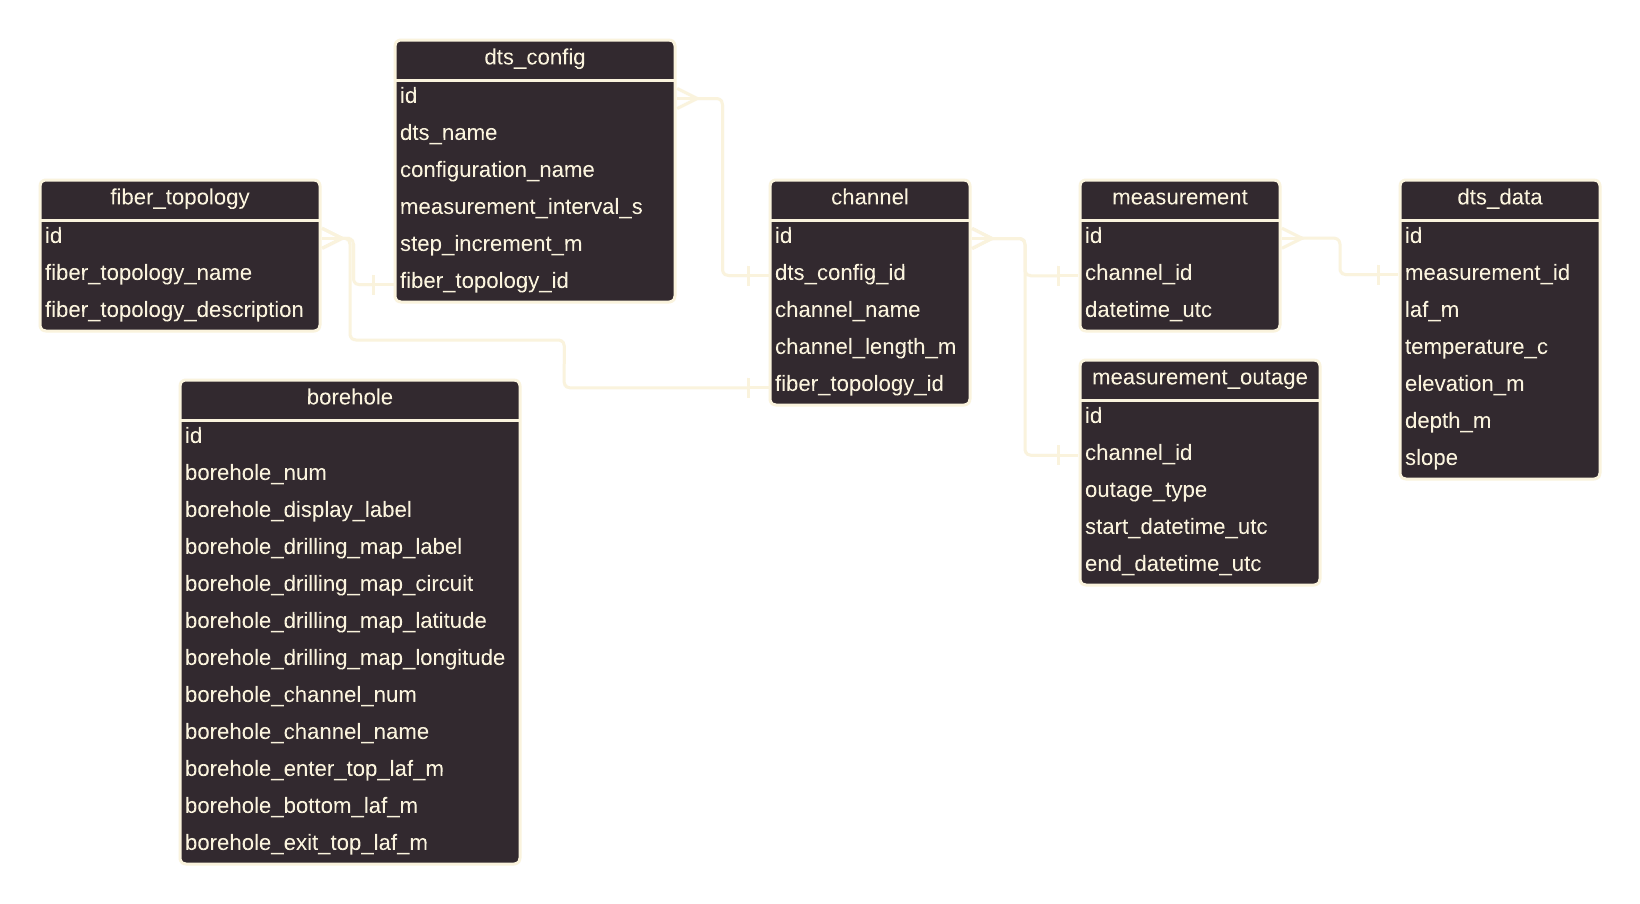 dts_config
id
dts_name
configuration_name
measurement_interval_s
step_increment_m
fiber_topology_id
fiber_topology
id
fiber_topology_name
fiber_topology_description
channel
id
dts_config_id
channel_name
channel_length_m
fiber_topology_id
measurement
id
channel_id
datetime_utc
dts_data
id
measurement_id
laf_m
temperature_c
elevation_m
depth_m
slope
measurement_outage
id
channel_id
outage_type
start_datetime_utc
end_datetime_utc
borehole
id
borehole_num
borehole_display_label
borehole_drilling_map_label
borehole_drilling_map_circuit
borehole_drilling_map_latitude
borehole_drilling_map_longitude
borehole_channel_num
borehole_channel_name
borehole_enter_top_laf_m
borehole_bottom_laf_m
borehole_exit_top_laf_m